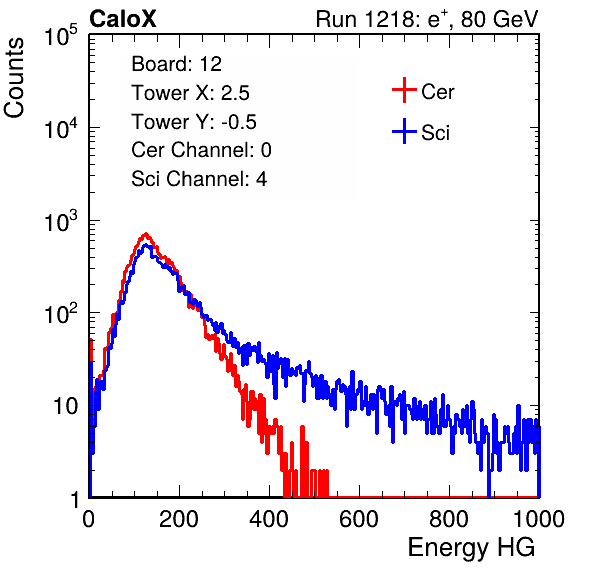 CaloX Run 1218: e⁺, 80 GeV
Counts
10⁵
10⁴
10³
10²
10
1
Board: 12
Tower X: 2.5
Tower Y: -0.5
Cer Channel: 0
Sci Channel: 4
Cer
Sci
0 200 400 600 800 1000
Energy HG